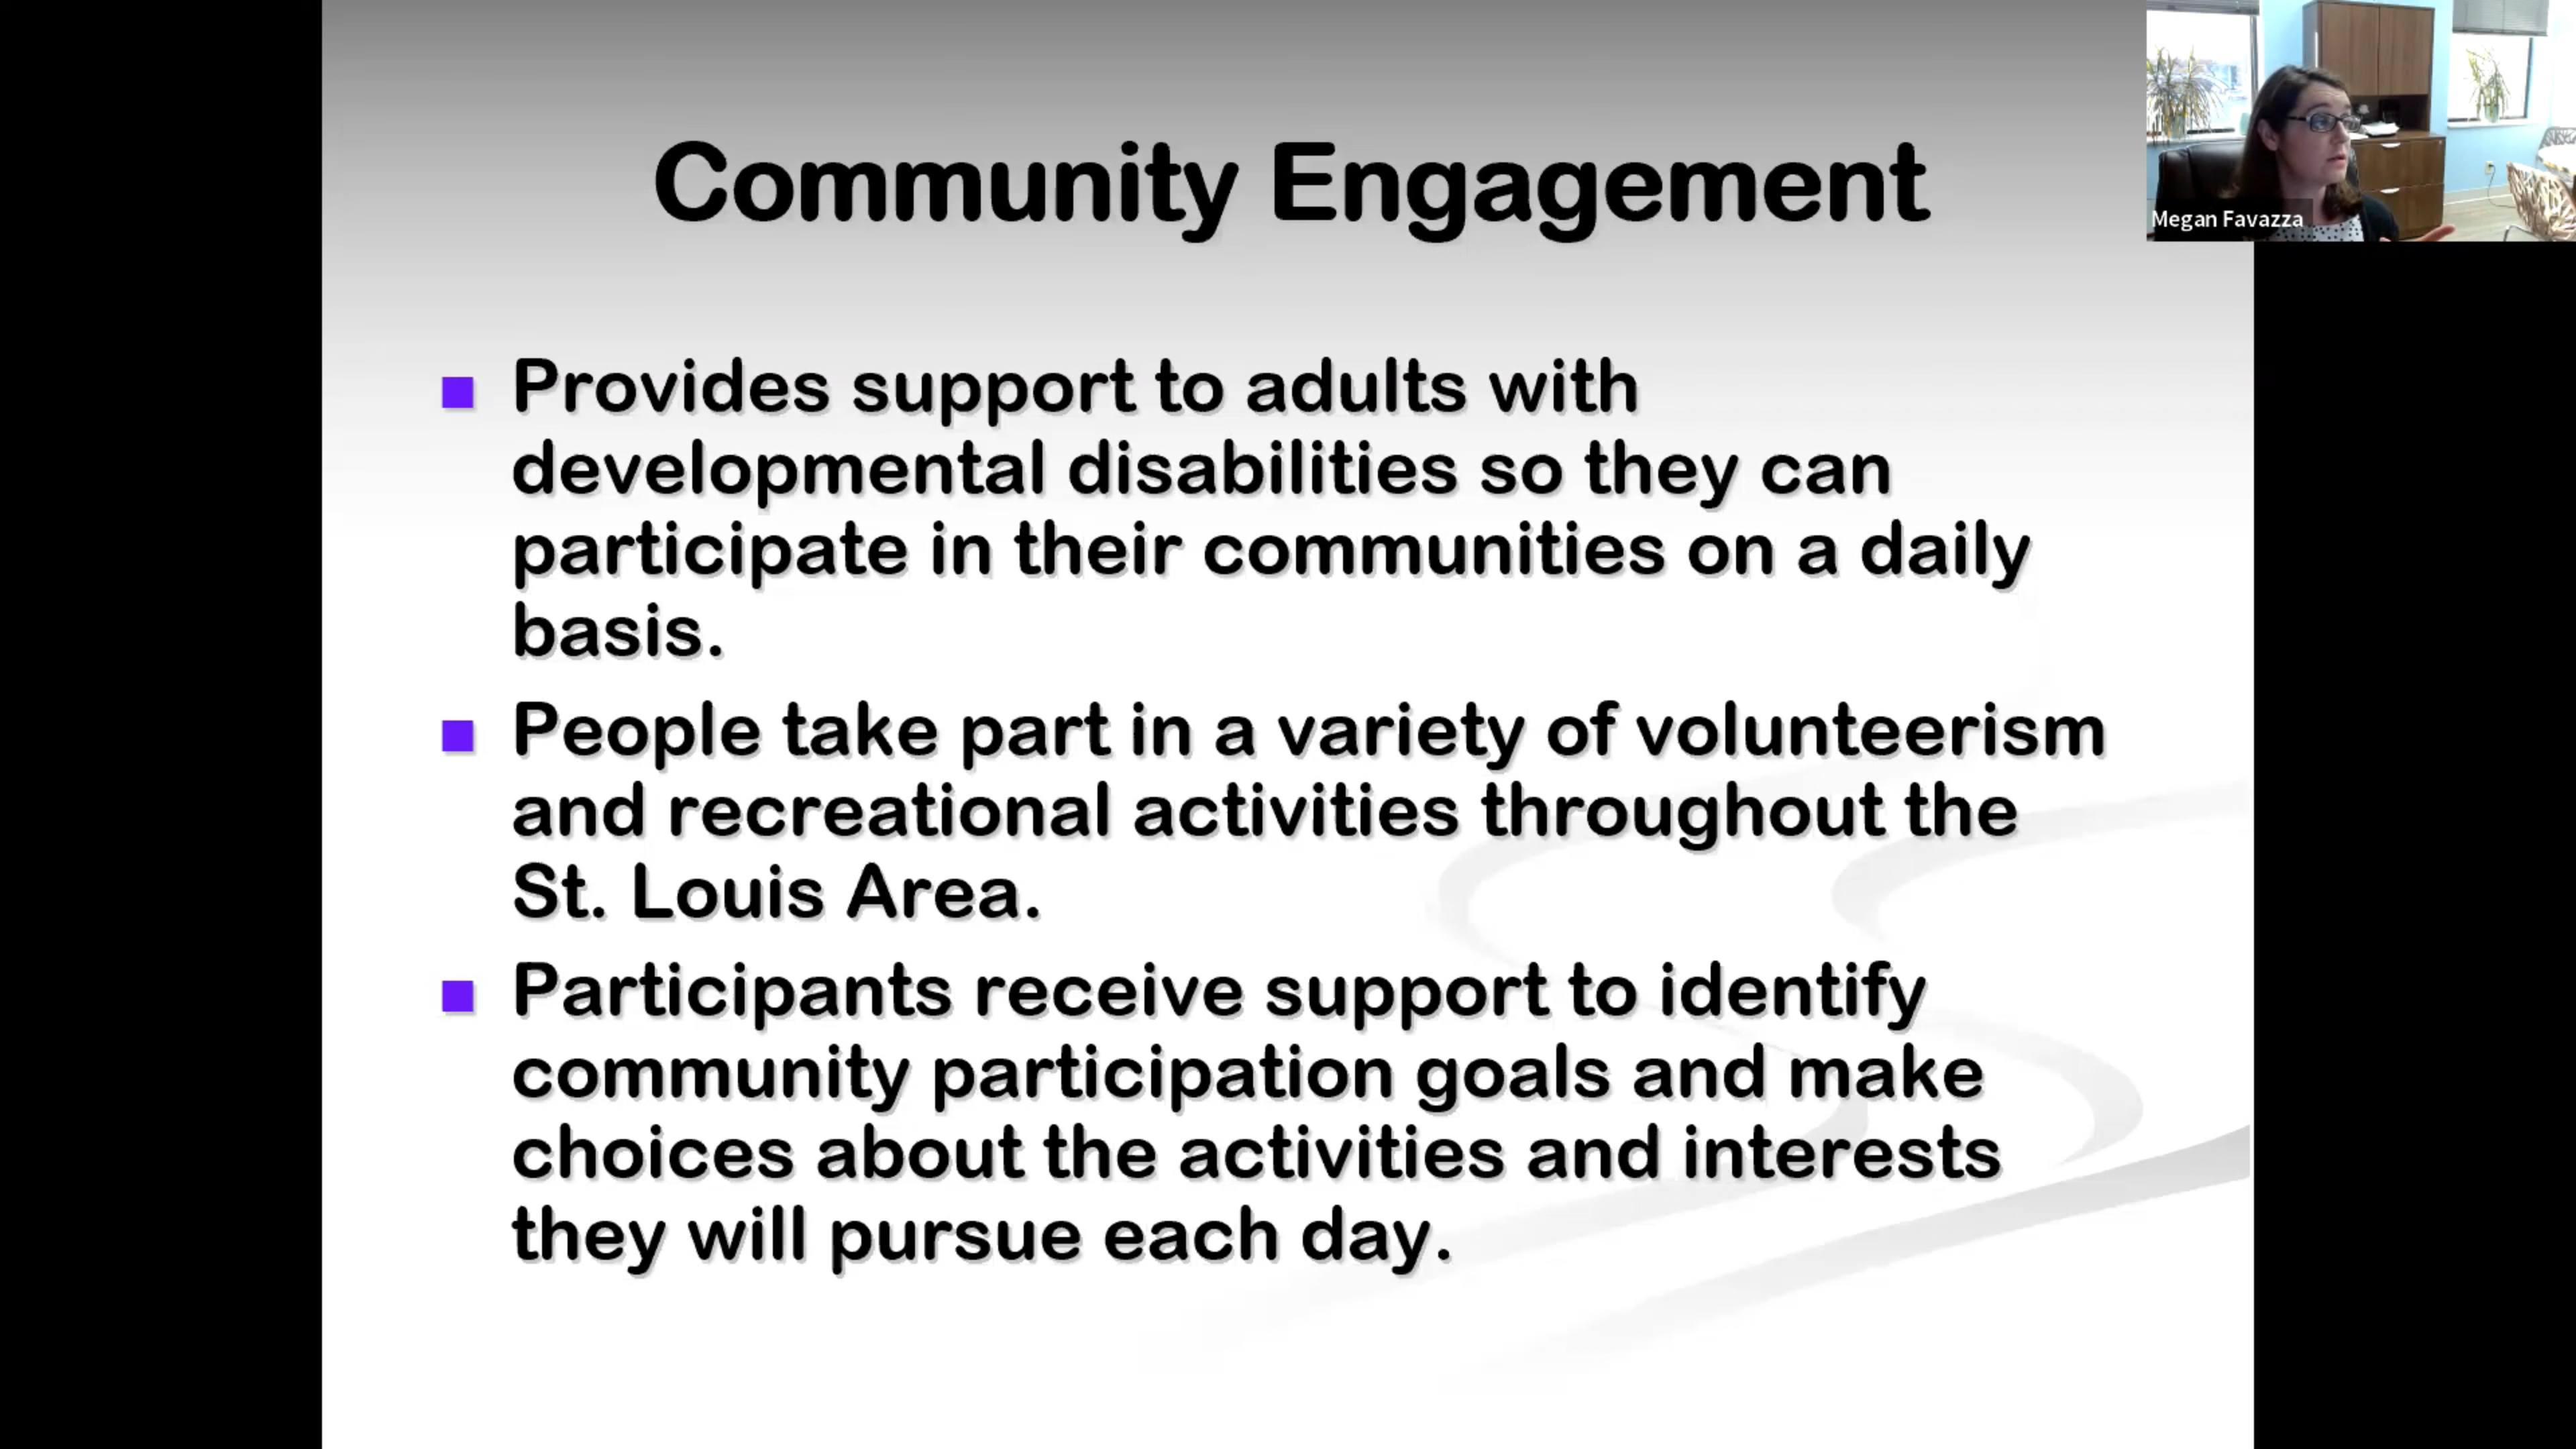 Community Engagement
Megan Favazza
Provides support to adults with
developmental disabilities so they can
participate in their communities on a daily
basis.
People take part in a variety of volunteerism
and recreational activities throughout the
St. Louis Area.
Participants receive support to identify
community participation goals and make
choices about the activities and interests
they will pursue each day.